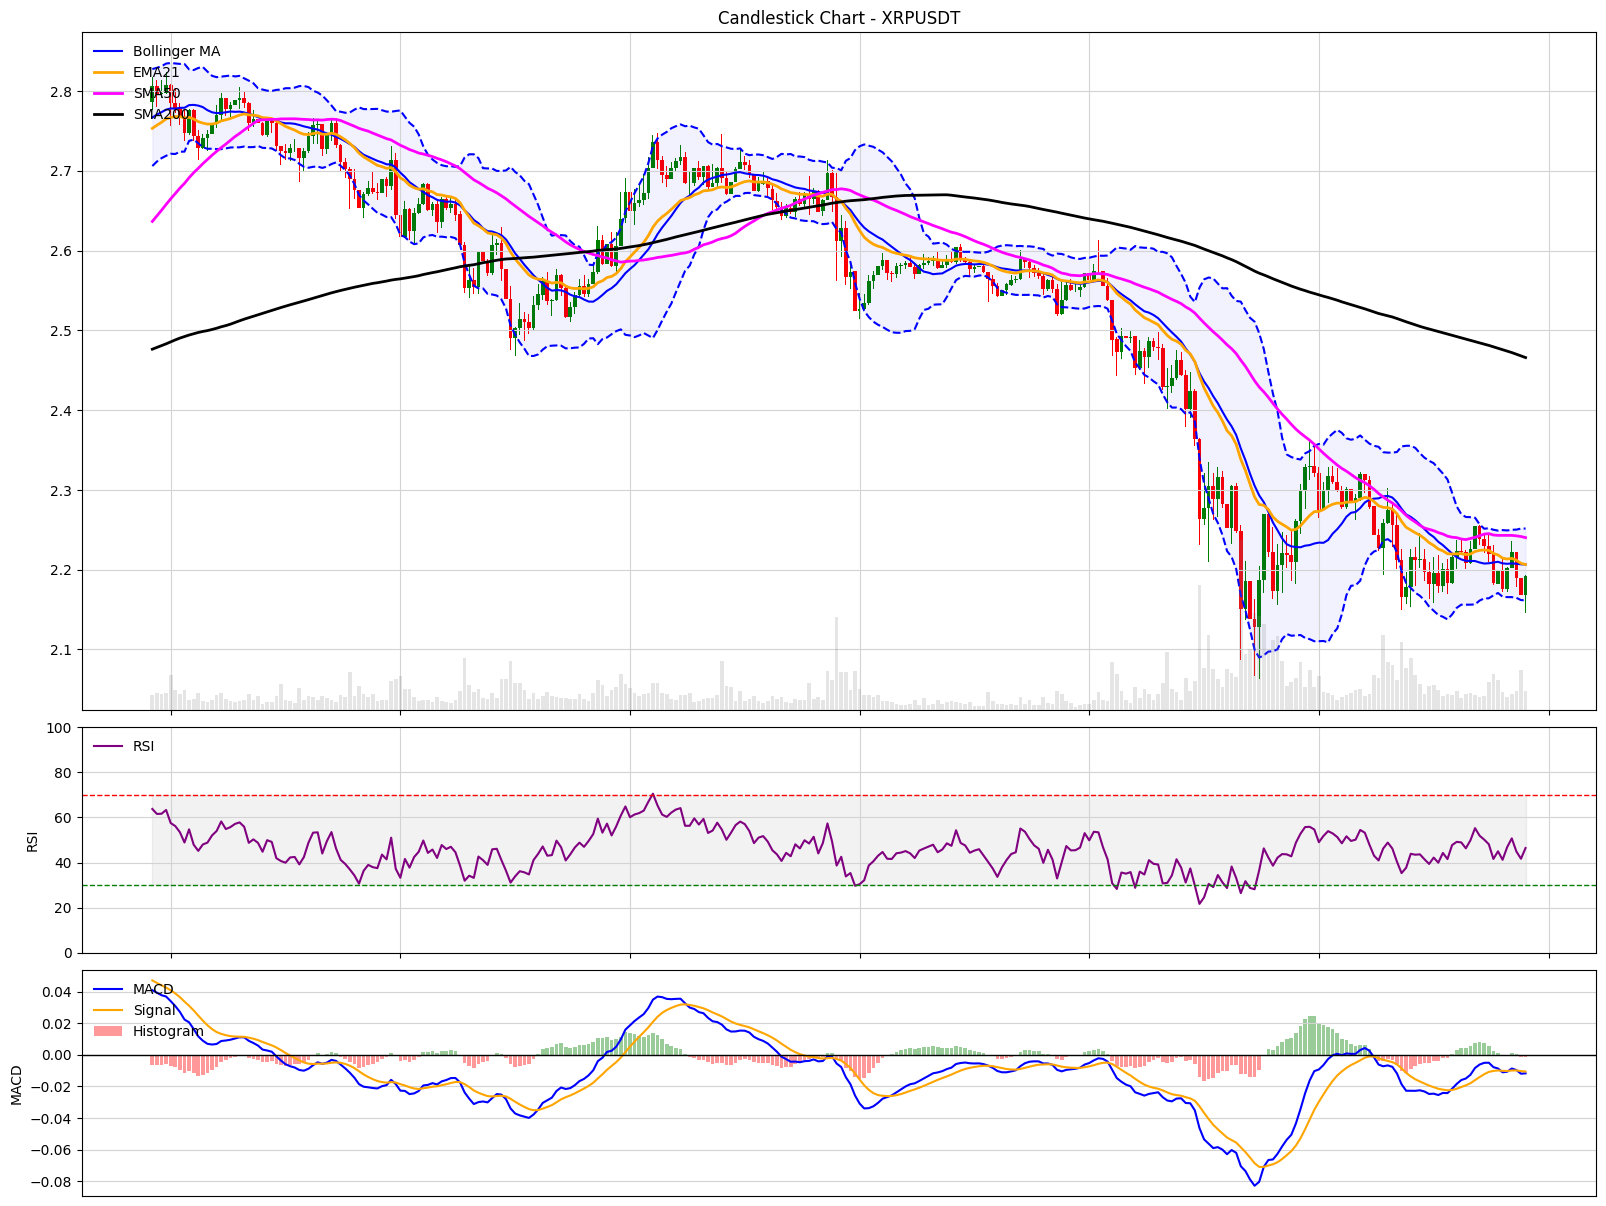 Candlestick Chart - XRPUSDT
Bollinger MA
EMA21
SMA50
SMA200
2.8
2.7
2.6
2.5
2.4
2.3
2.2
2.1
RSI
100
80
60
40
20
0
RSI
MACD
Signal
Histogram
0.04
0.02
0.00
−0.02
−0.04
−0.06
−0.08
MACD